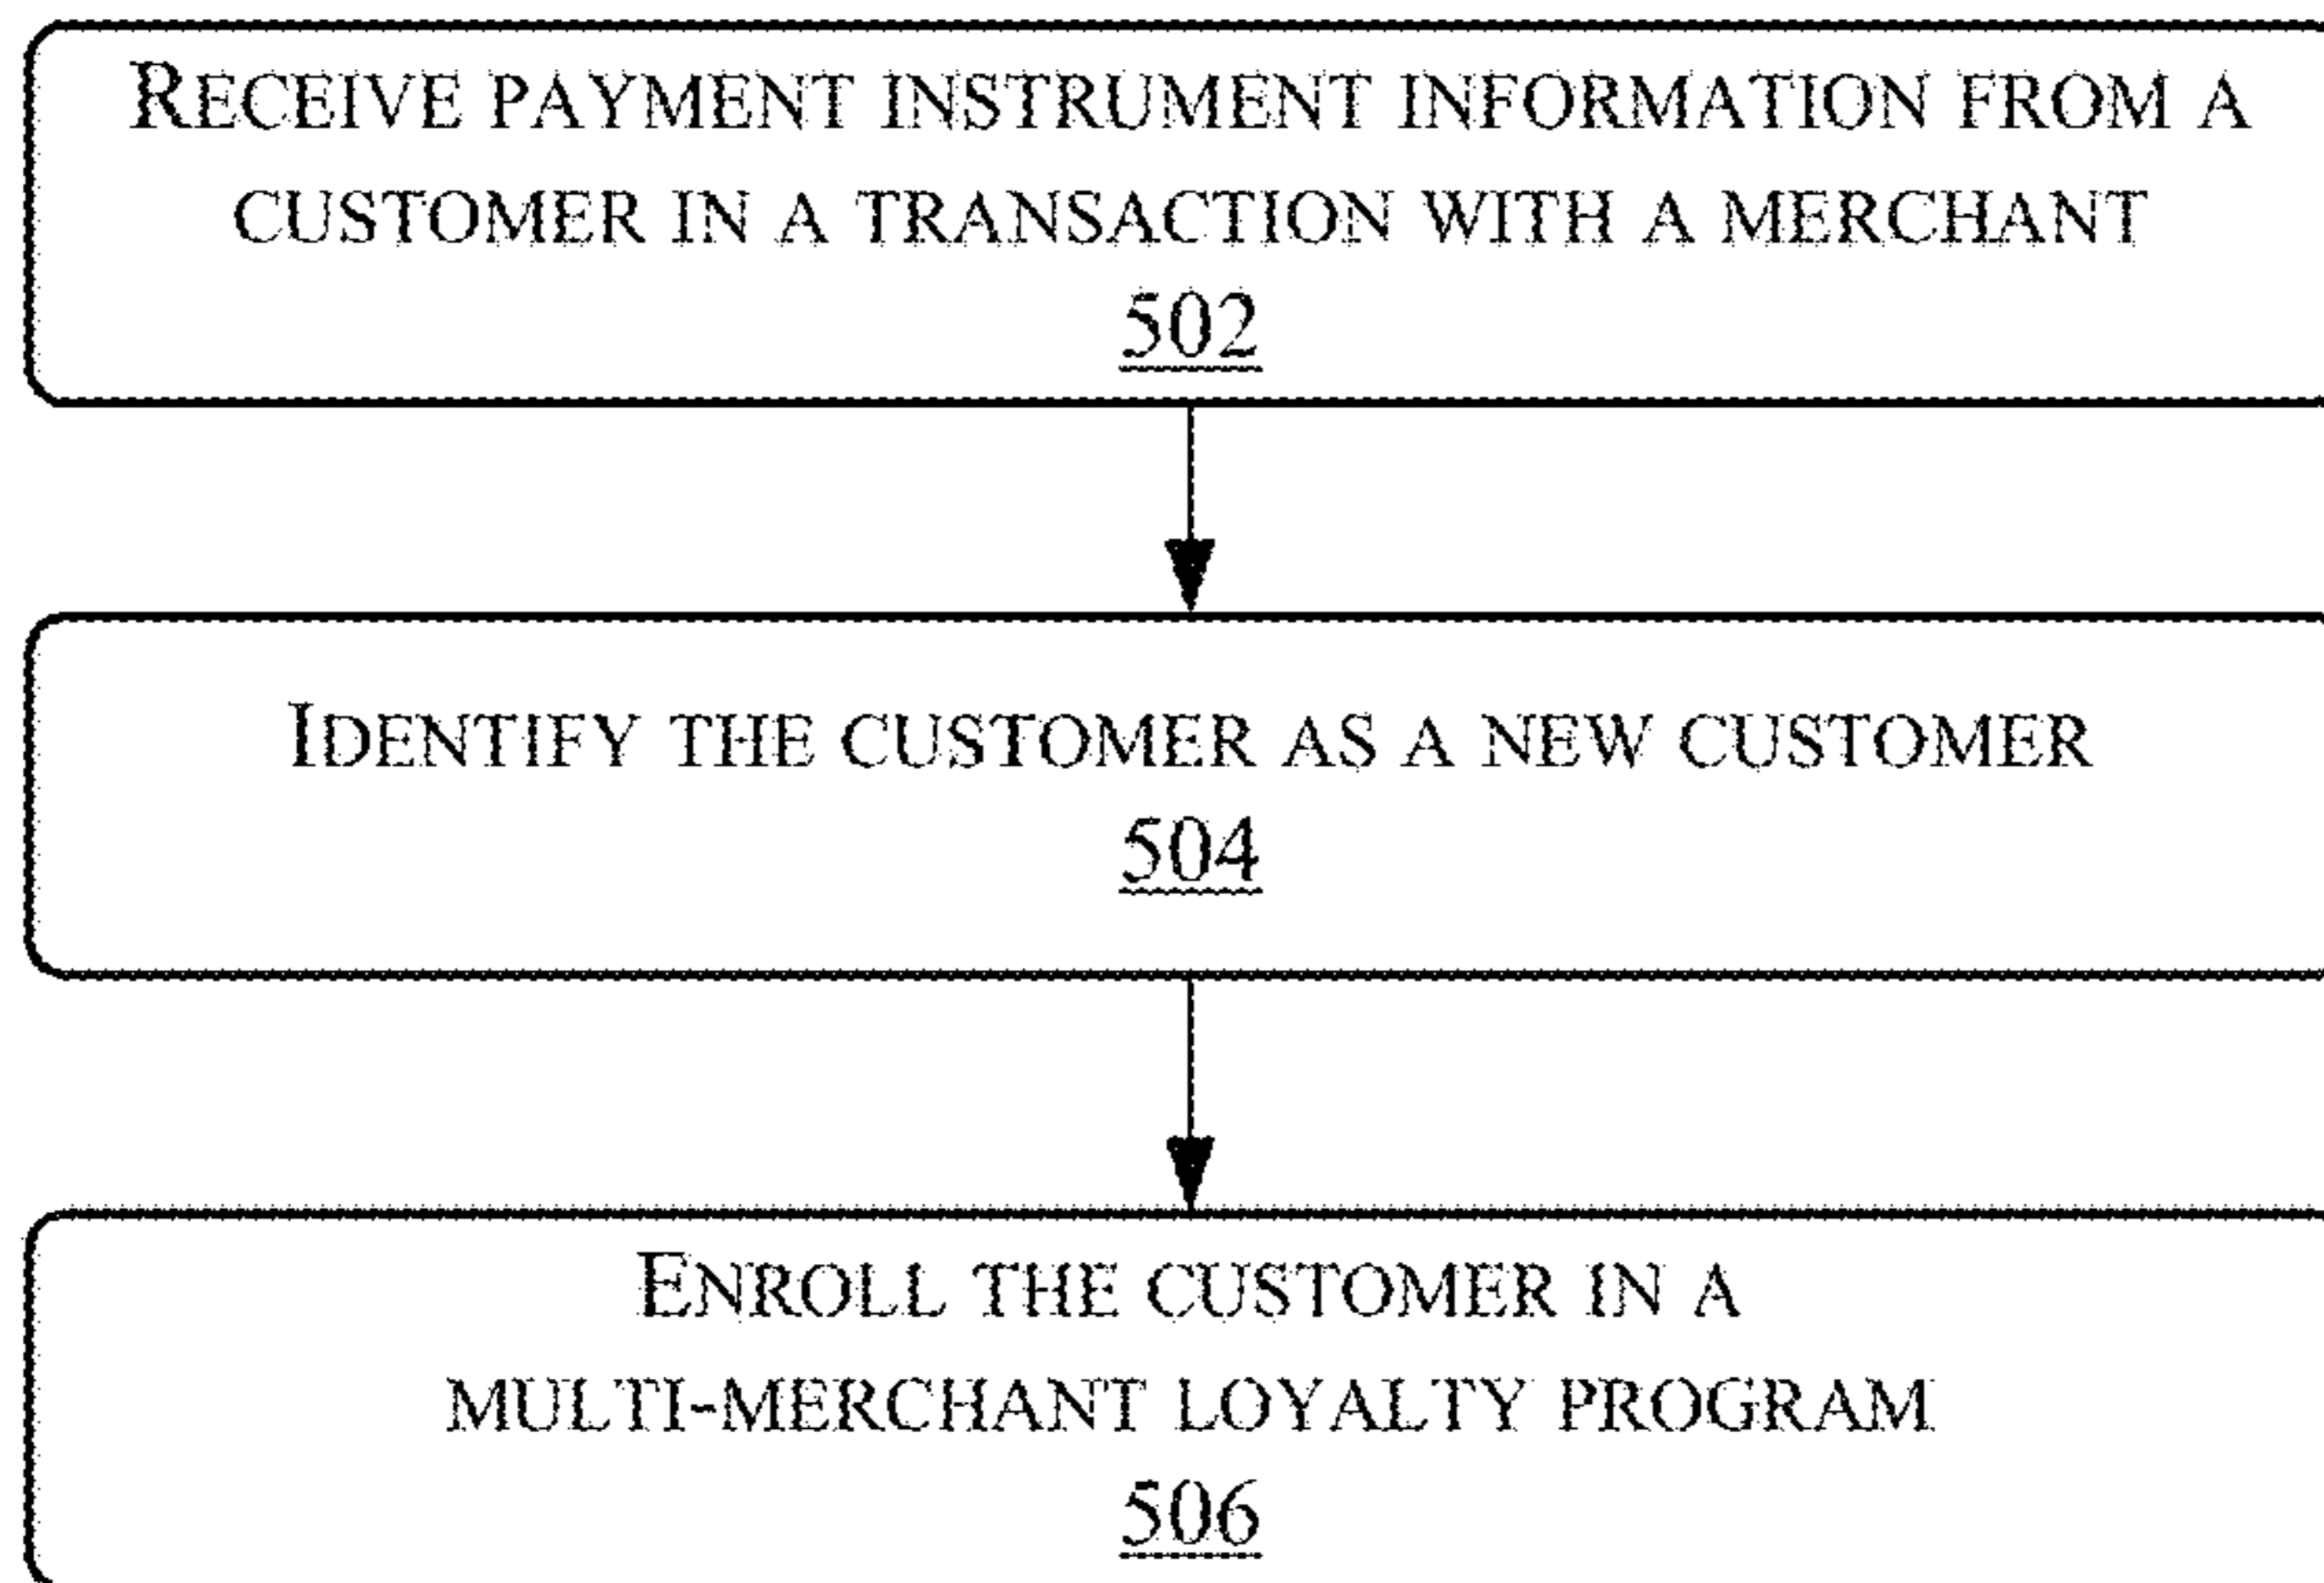 RECEIVE PAYMENT INSTRUMENT INFORMATION FROM A
CUSTOMER IN A TRANSACTION WITH A MERCHANT
502
IDENTIFY THE CUSTOMER AS A NEW CUSTOMER
504
ENROLL THE CUSTOMER IN A
MULTI-MERCHANT LOYALTY PROGRAM
506